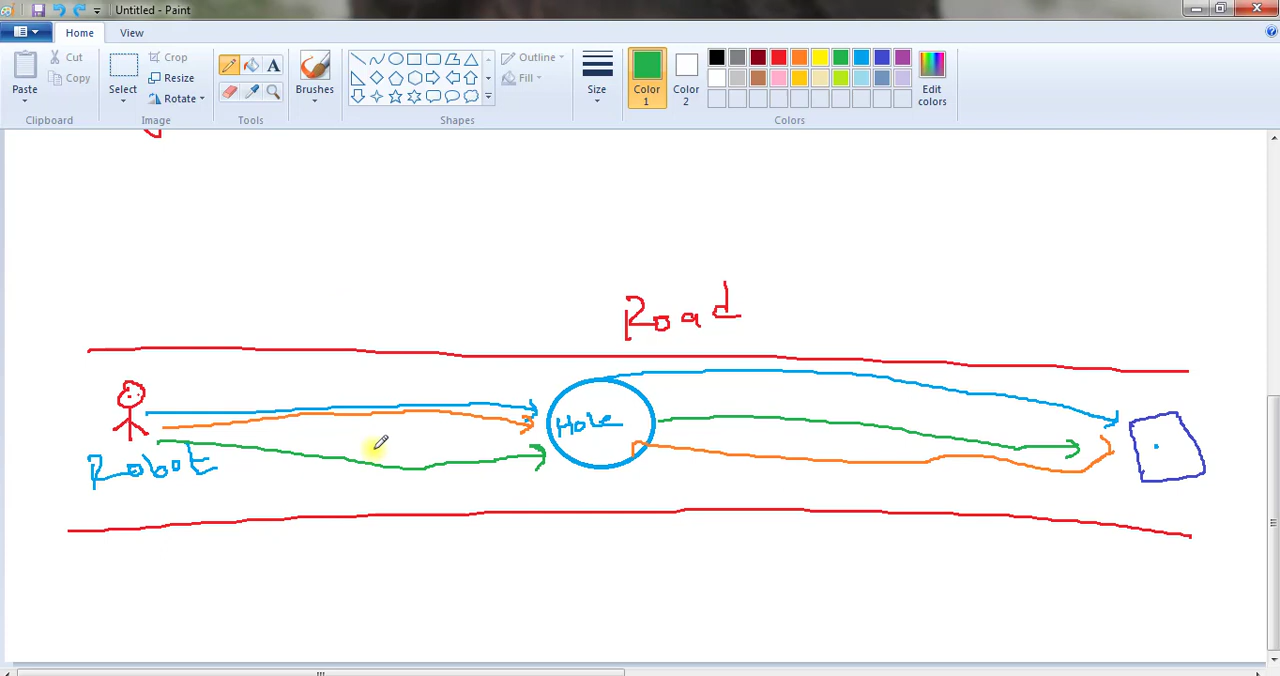 Untitled - Paint
Home View
Cut
Copy
Paste
Crop
Resize
Rotate
Select
A
Brushes
Outline
Fill
Size
Color 1
Color 2
Edit colors
Clipboard
Image
Tools
Shapes
Colors
Road
Hole
Robot